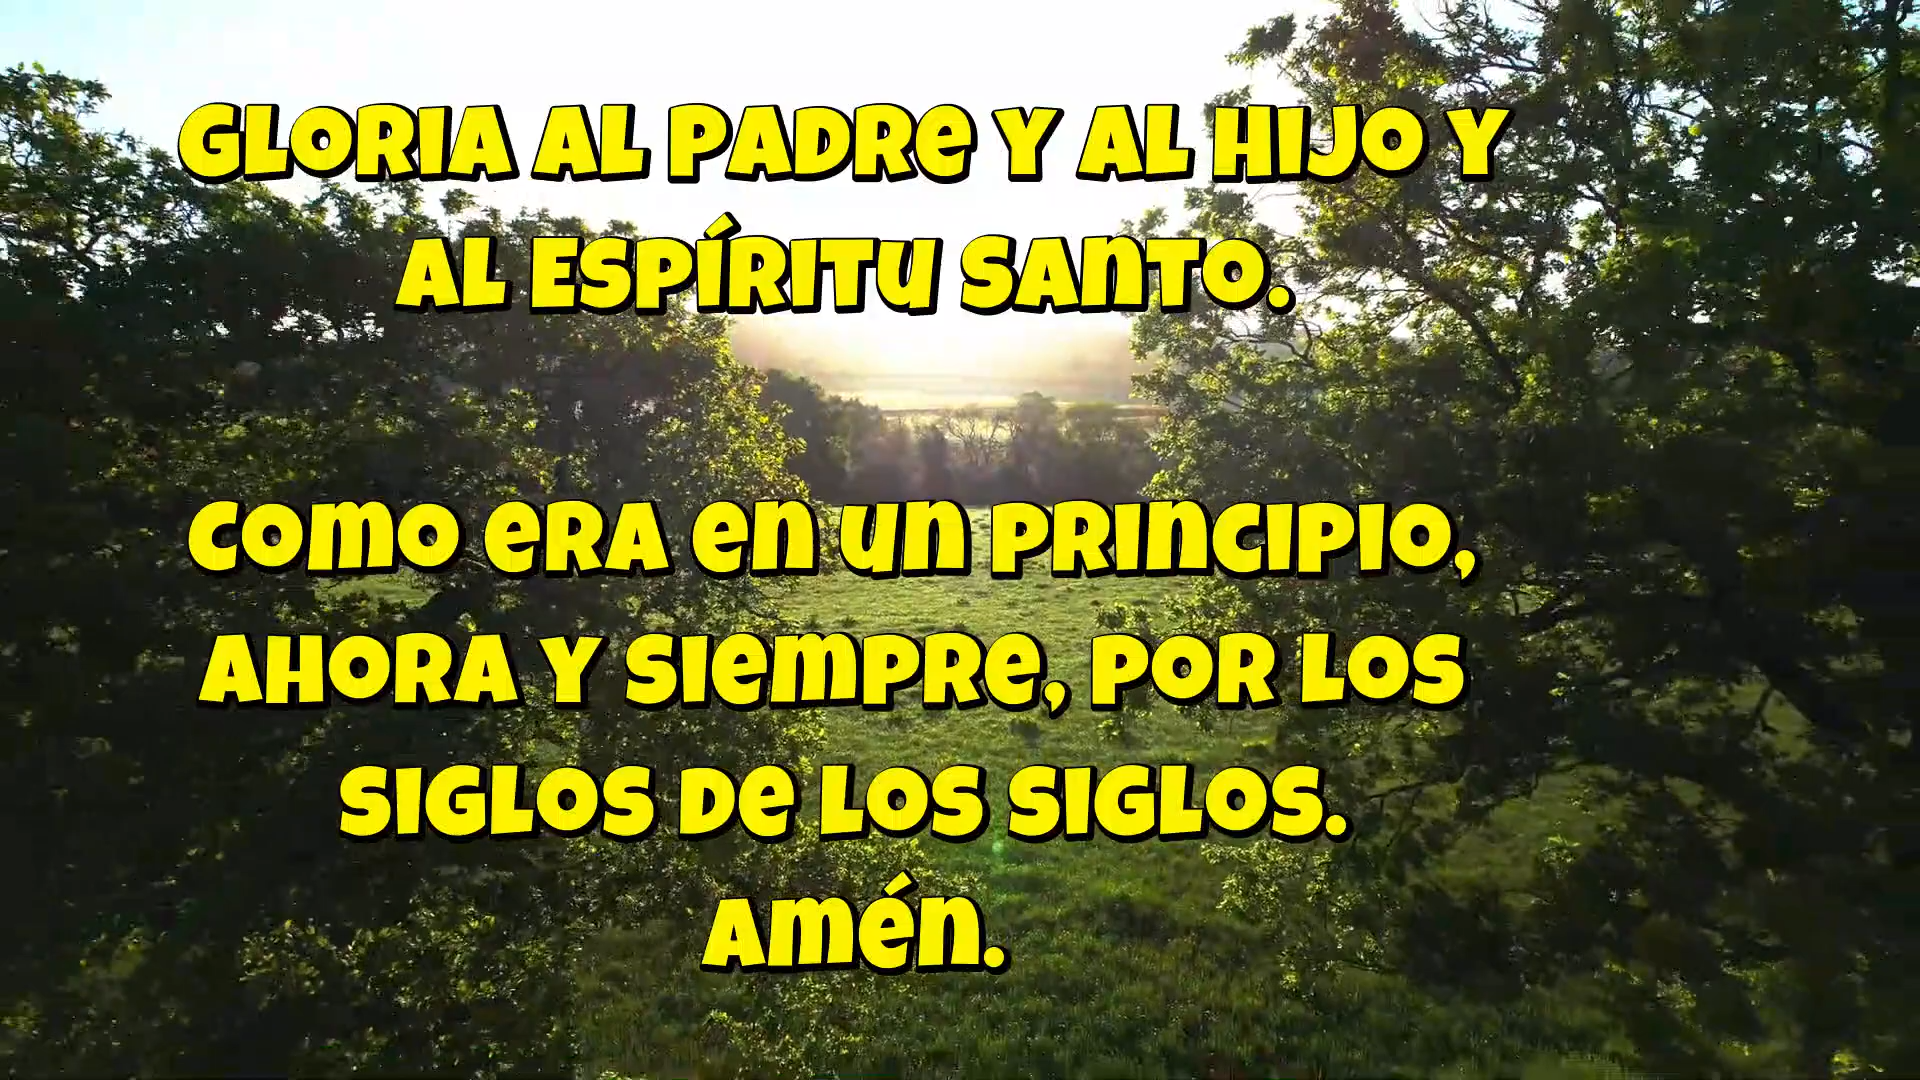 Gloria al Padre y al Hijo y
al Espíritu Santo.
Como era en un principio,
ahora y siempre, por los
siglos de los siglos.
Amén.